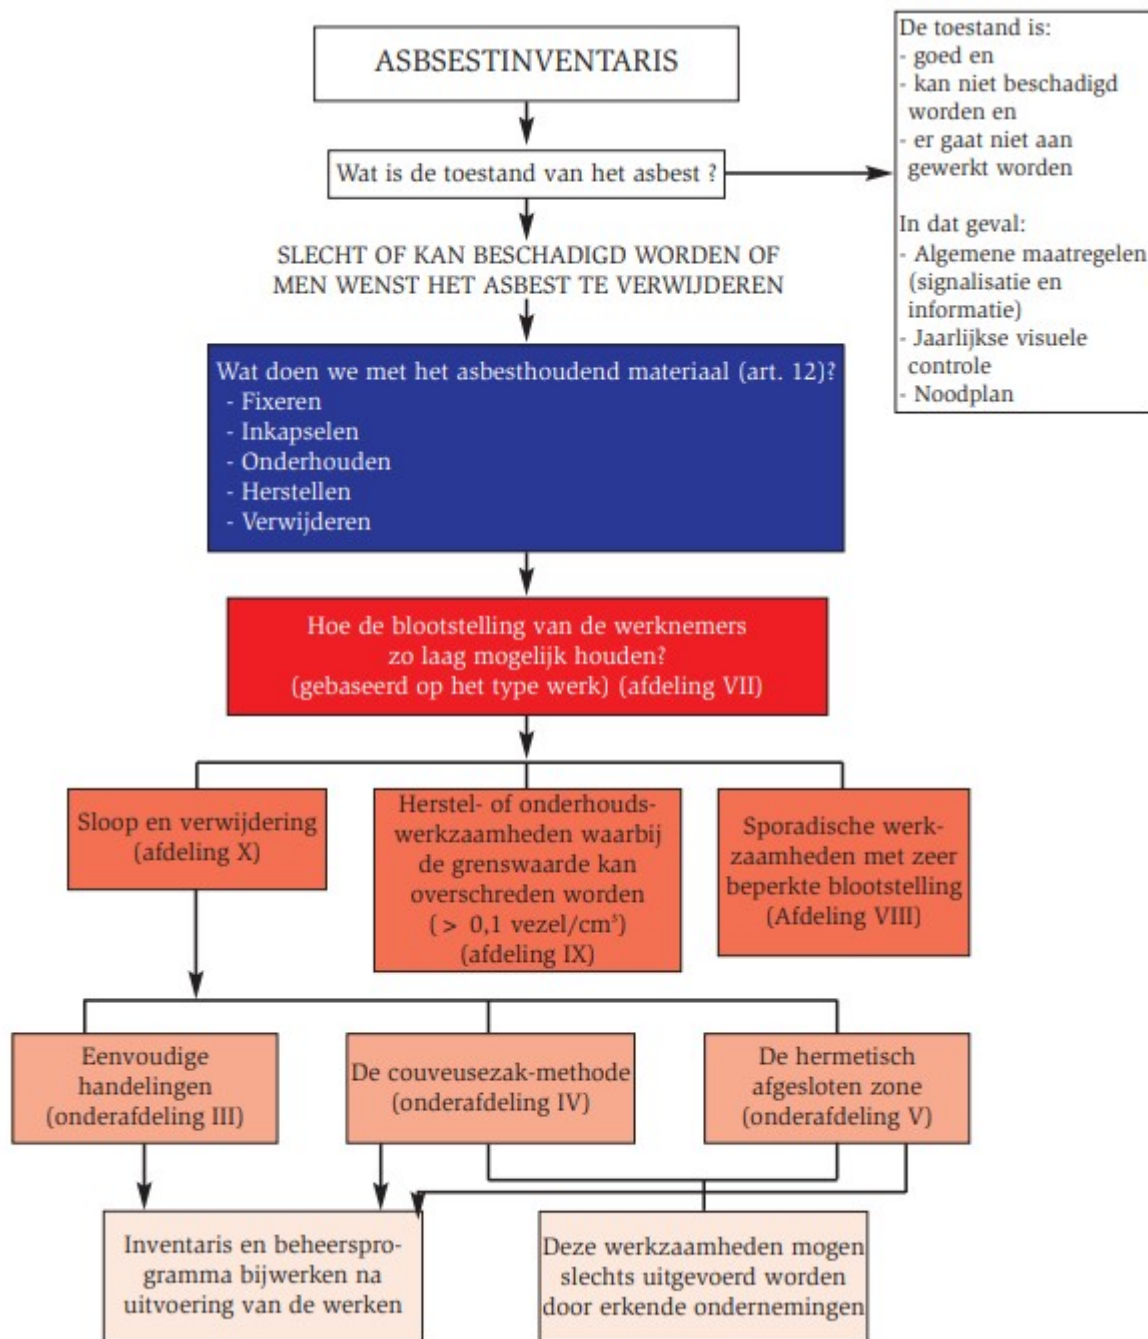 ASBSESTINVENTARIS
Wat is de toestand van het asbest ?
De toestand is:
- goed en
- kan niet beschadigd
worden en
- er gaat niet aan
gewerkt worden
In dat geval:
- Algemene maatregelen
(signalisatie en
informatie)
- Jaarlijkse visuele
controle
- Noodplan
SLECHT OF KAN BESCHADIGD WORDEN OF
MEN WENST HET ASBEST TE VERWIJDEREN
Wat doen we met het asbesthoudend materiaal (art. 12)?
- Fixeren
- Inkapselen
- Onderhouden
- Herstellen
- Verwijderen
Hoe de blootstelling van de werknemers
zo laag mogelijk houden?
(gebaseerd op het type werk) (afdeling VII)
Sloop en verwijdering
(afdeling X)
Herstel- of onderhouds-
werkzaamheden waarbij
de grenswaarde kan
overschreden worden
( > 0,1 vezel/cm³)
(afdeling IX)
Sporadische werk-
zaamheden met zeer
beperkte blootstelling
(Afdeling VIII)
Eenvoudige
handelingen
(onderafdeling III)
De couveusezak-methode
(onderafdeling IV)
De hermetisch
afgesloten zone
(onderafdeling V)
Inventaris en beheerspro-
gramma bijwerken na
uitvoering van de werken
Deze werkzaamheden mogen
slechts uitgevoerd worden
door erkende ondernemingen